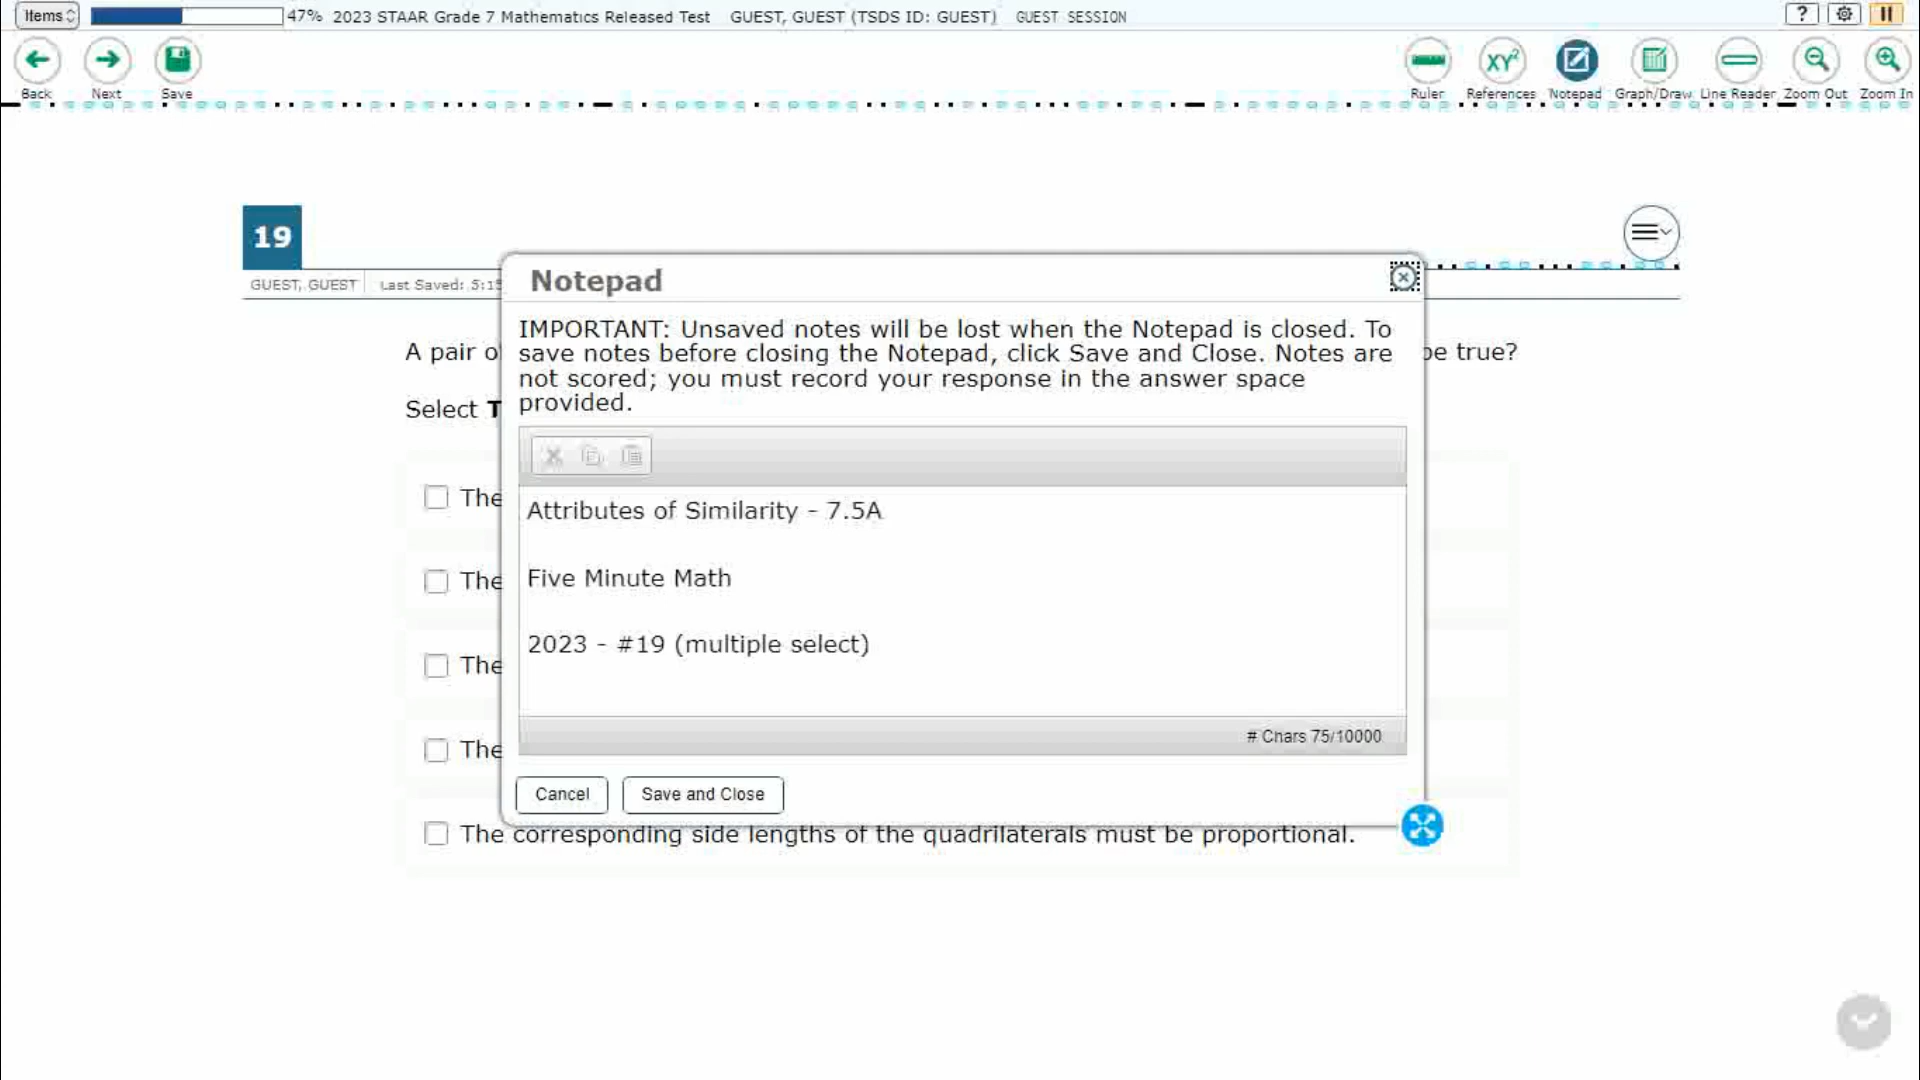 Items
47%
2023 STAAR Grade 7 Mathematics Released Test
GUEST, GUEST (TSDS ID: GUEST)
GUEST SESSION
?
Back
Next
Save
XY²
Ruler
References
Notepad
Graph/Draw
Line Reader
Zoom Out
Zoom In
19
GUEST, GUEST
Last Saved: 5:15
A pair o
be true?
Select T
The
The
The
The
The corresponding side lengths of the quadrilaterals must be proportional.
Notepad
IMPORTANT: Unsaved notes will be lost when the Notepad is closed. To
save notes before closing the Notepad, click Save and Close. Notes are
not scored; you must record your response in the answer space
provided.
Attributes of Similarity - 7.5A
Five Minute Math
2023 - #19 (multiple select)
# Chars 75/10000
Cancel
Save and Close